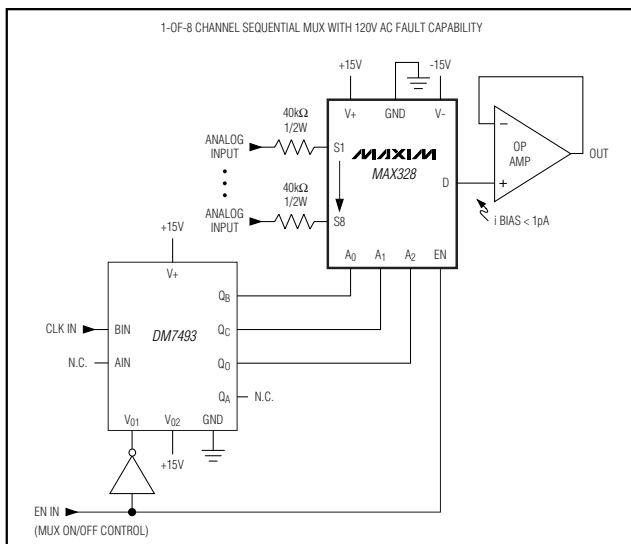 1-OF-8 CHANNEL SEQUENTIAL MUX WITH 120V AC FAULT CAPABILITY
+15V
-15V
V+
GND
V-
40kΩ
1/2W
ANALOG
INPUT
S1
MAXIM
MAX328
D
OP
AMP
−
+
OUT
i BIAS < 1pA
40kΩ
1/2W
ANALOG
INPUT
S8
A0
A1
A2
EN
+15V
V+
DM7493
CLK IN
BIN
N.C.
AIN
QB
QC
QO
QA
N.C.
V01
V02
GND
+15V
EN IN
(MUX ON/OFF CONTROL)